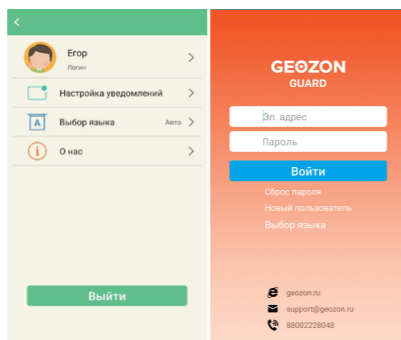 Егор
Логин
Настройка уведомлений
Выбор языка
Авто
О нас
Выйти
GEOZON
GUARD
Эл. адрес
Пароль
Войти
Сброс пароля
Новый пользователь
Выбор языка
geozon.ru
support@geozon.ru
88002228048